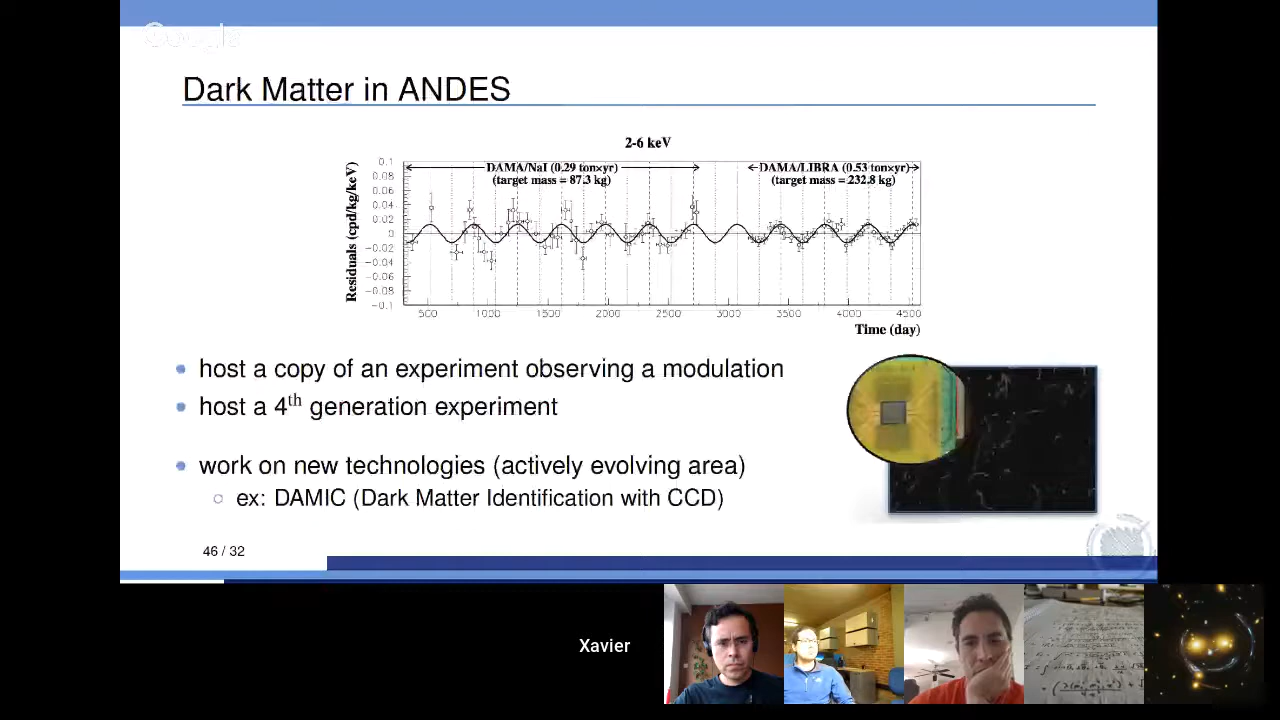 Google
Dark Matter in ANDES
2-6 keV
Residuals (cpd/kg/keV)
0.1
0.08
0.06
0.04
0.02
0
-0.02
-0.04
-0.06
-0.08
-0.1
DAMA/NaI (0.29 ton×yr)
(target mass = 87.3 kg)
DAMA/LIBRA (0.53 ton×yr)
(target mass = 232.8 kg)
500 1000 1500 2000 2500 3000 3500 4000 4500
Time (day)
host a copy of an experiment observing a modulation
host a 4th generation experiment
work on new technologies (actively evolving area)
ex: DAMIC (Dark Matter Identification with CCD)
46 / 32
Xavier